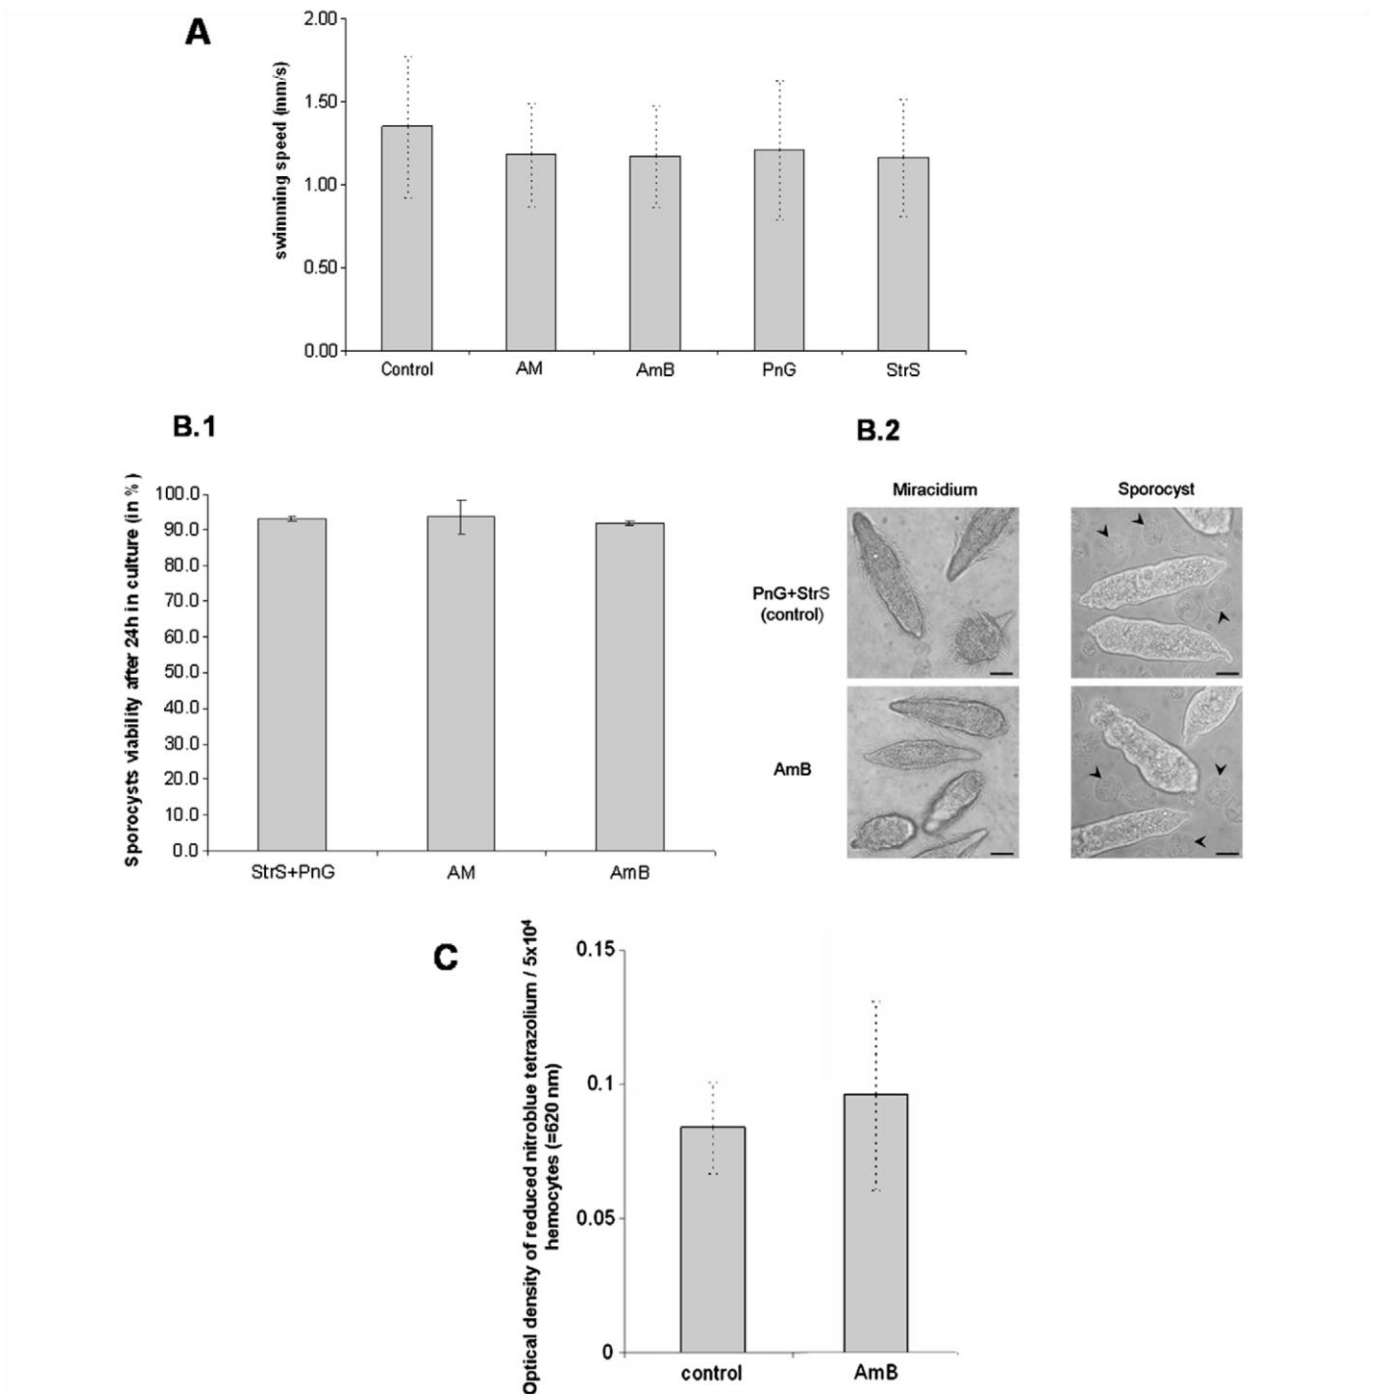 A
swimming speed (mm/s)
2.00
1.50
1.00
0.50
0.00
Control
AM
AmB
PnG
StrS
B.1
Sporocysts viability after 24h in culture (in %)
100.0
90.0
80.0
70.0
60.0
50.0
40.0
30.0
20.0
10.0
0.0
StrS+PnG
AM
AmB
B.2
Miracidium
Sporocyst
PnG+StrS
(control)
AmB
C
Optical density of reduced nitroblue tetrazolium / 5x10⁴
hemocytes (=620 nm)
0.15
0.1
0.05
0
control
AmB